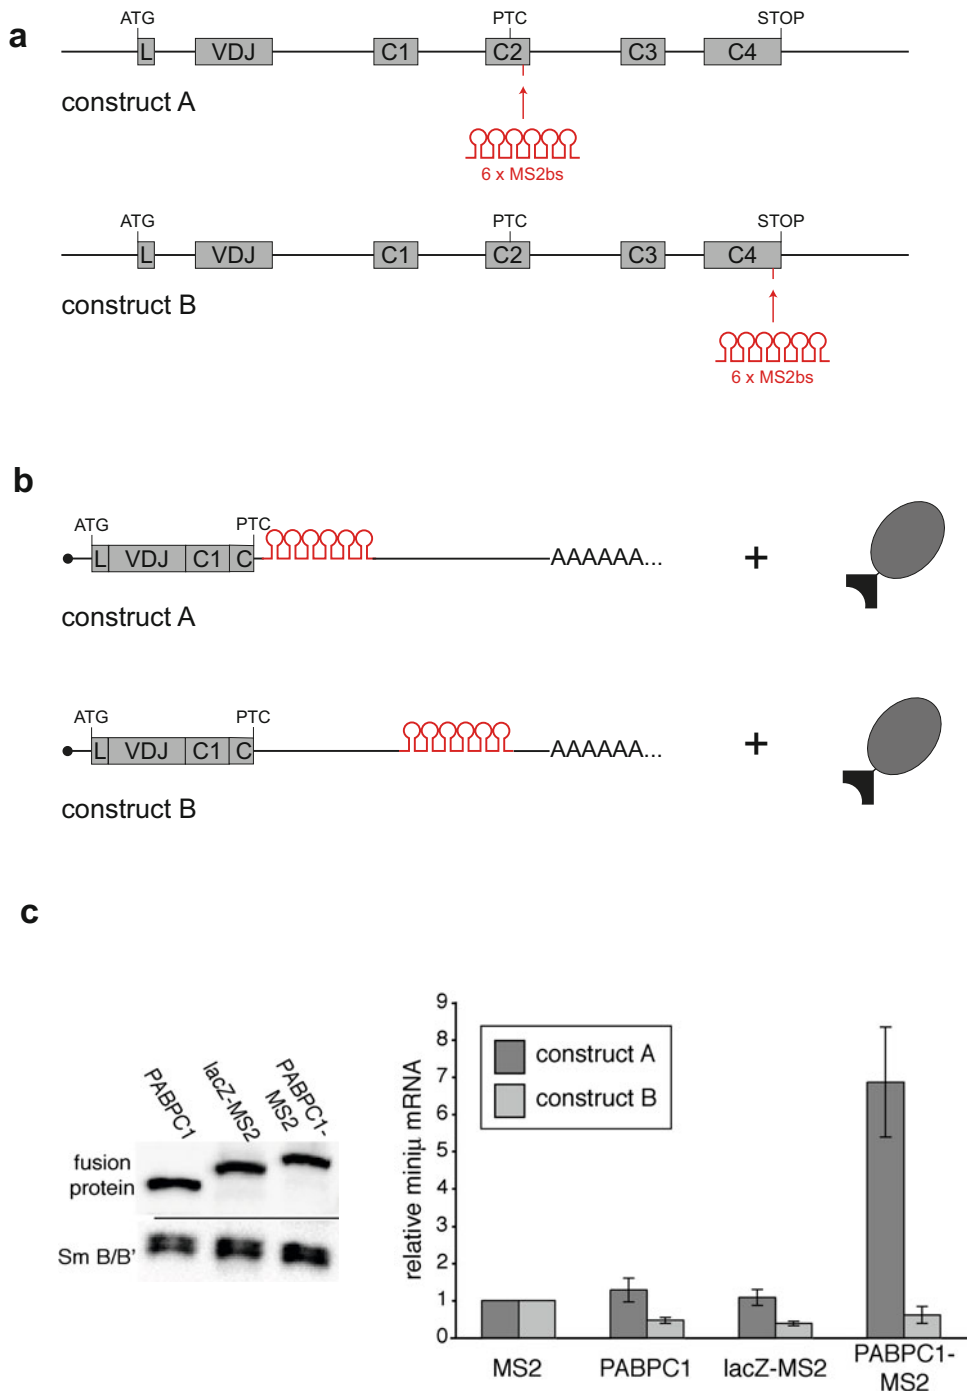 a
ATG PTC STOP
L VDJ C1 C2 C3 C4
construct A
6 x MS2bs
ATG PTC STOP
L VDJ C1 C2 C3 C4
construct B
6 x MS2bs
b
ATG PTC
L VDJ C1 C AAAAAA... +
construct A
ATG PTC
L VDJ C1 C AAAAAA... +
construct B
c
PABPC1
lacZ-MS2
PABPC1-
MS2
fusion
protein
Sm B/B'
relative miniμ mRNA
9
8
7
6
5
4
3
2
1
0
construct A
construct B
MS2 PABPC1 lacZ-MS2 PABPC1-
MS2